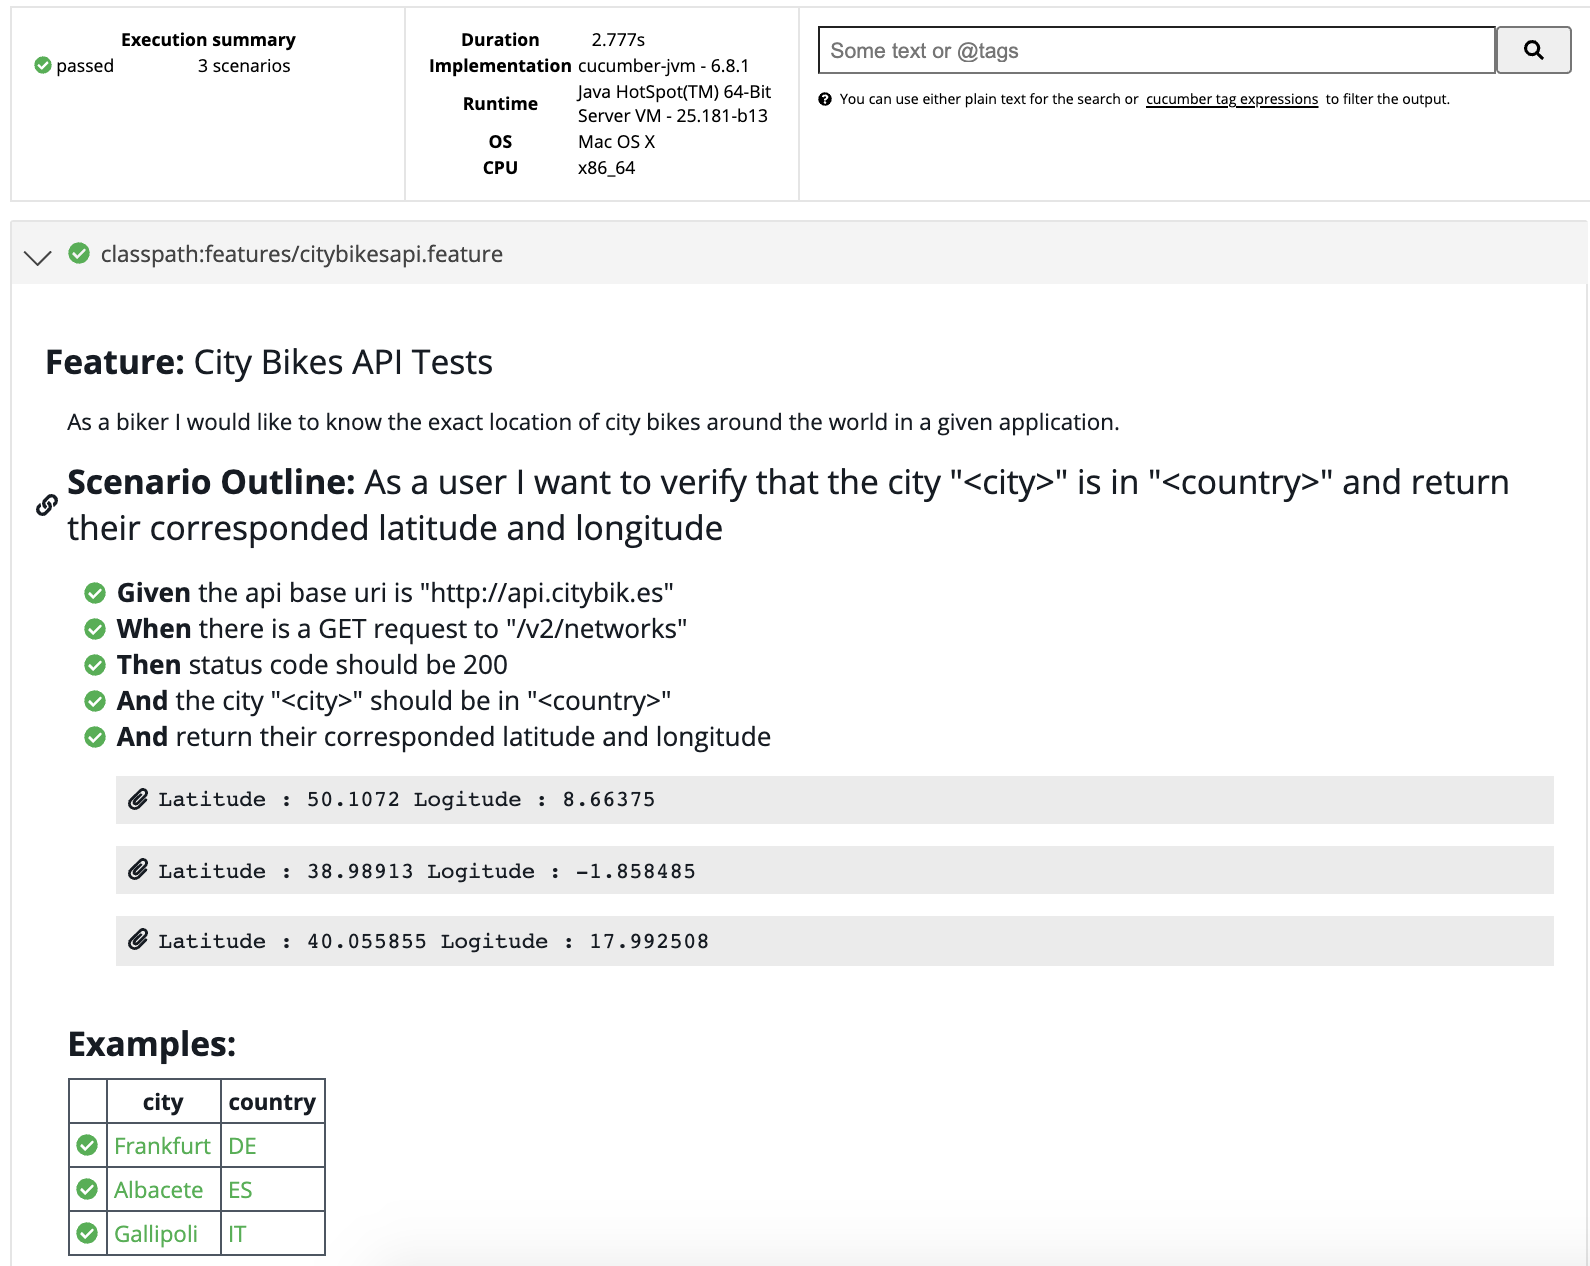 Execution summary
passed 3 scenarios
Duration 2.777s
Implementation cucumber-jvm - 6.8.1
Runtime Java HotSpot(TM) 64-Bit
Server VM - 25.181-b13
OS Mac OS X
CPU x86_64
Some text or @tags
You can use either plain text for the search or cucumber tag expressions to filter the output.
classpath:features/citybikesapi.feature
Feature: City Bikes API Tests
As a biker I would like to know the exact location of city bikes around the world in a given application.
Scenario Outline: As a user I want to verify that the city "<city>" is in "<country>" and return
their corresponded latitude and longitude
Given the api base uri is "http://api.citybik.es"
When there is a GET request to "/v2/networks"
Then status code should be 200
And the city "<city>" should be in "<country>"
And return their corresponded latitude and longitude
Latitude : 50.1072 Logitude : 8.66375
Latitude : 38.98913 Logitude : -1.858485
Latitude : 40.055855 Logitude : 17.992508
Examples:
city country
Frankfurt DE
Albacete ES
Gallipoli IT